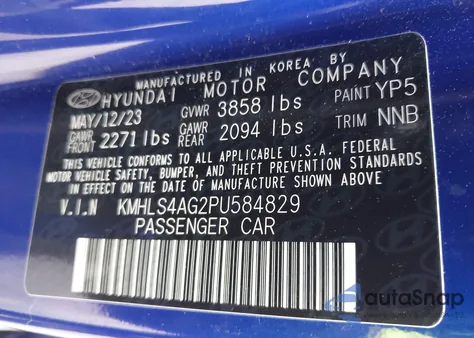 MANUFACTURED IN KOREA BY
HYUNDAI MOTOR COMPANY
MAY/12/23 GVWR 3858 lbs PAINT YP5
GAWR FRONT 2271 lbs GAWR REAR 2094 lbs TRIM NNB
THIS VEHICLE CONFORMS TO ALL APPLICABLE U.S.A. FEDERAL
MOTOR VEHICLE SAFETY, BUMPER, AND THEFT PREVENTION STANDARDS
IN EFFECT ON THE DATE OF MANUFACTURE SHOWN ABOVE.
V.I.N KMHLS4AG2PU584829
PASSENGER CAR
autaSnap